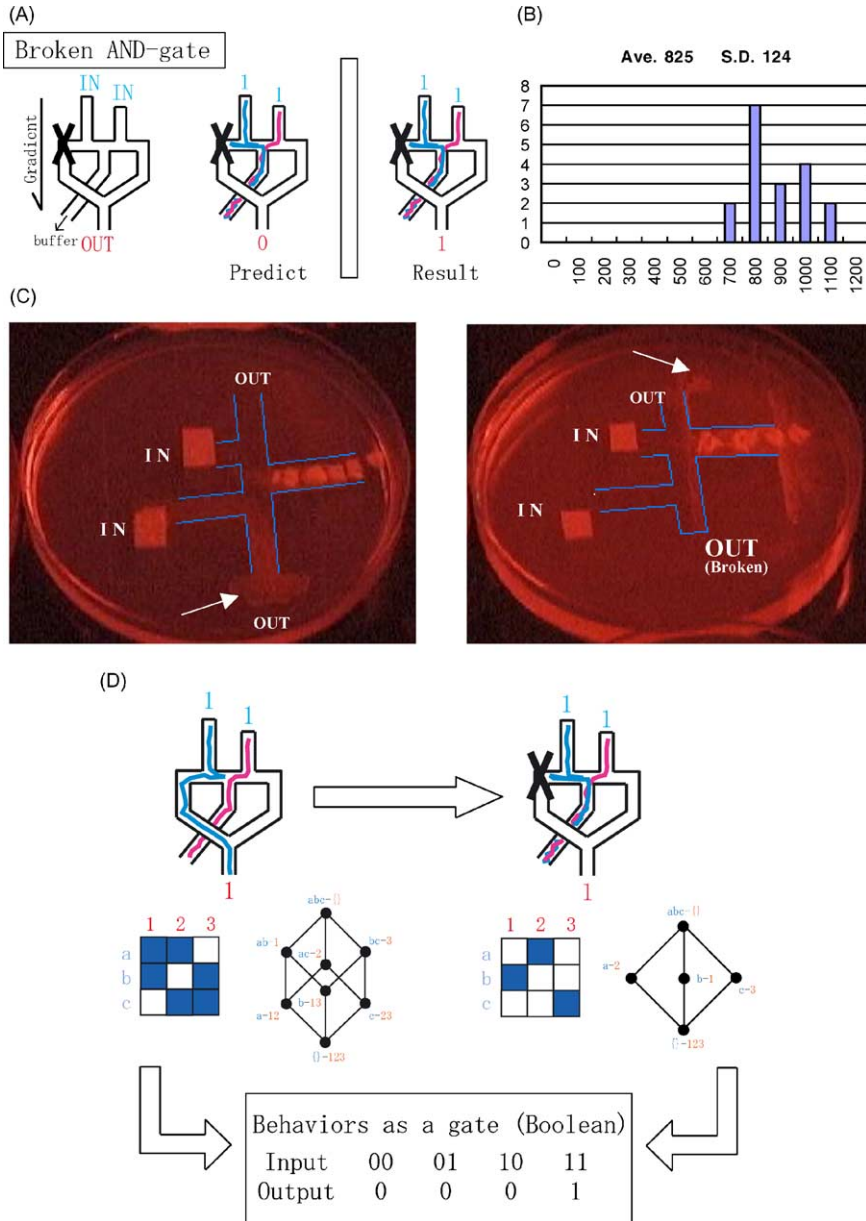 (A)
Broken AND-gate
IN
IN
Gradient
buffer
OUT
1 1
0
Predict
1 1
1
Result
(B)
Ave. 825 S.D. 124
8
7
6
5
4
3
2
1
0
0 100 200 300 400 500 600 700 800 900 1000 1100 1200
(C)
OUT
IN
IN
OUT
OUT
IN
IN
OUT
(Broken)
(D)
1 1
1
1 1
1
1 2 3
a
b
c
abc-{}
ab-1
ac-2
bc-3
a-12
b-13
c-23
{}-123
1 2 3
a
b
c
abc-{}
a-2
b-1
c-3
{}-123
Behaviors as a gate (Boolean)
Input 00 01 10 11
Output 0 0 0 1